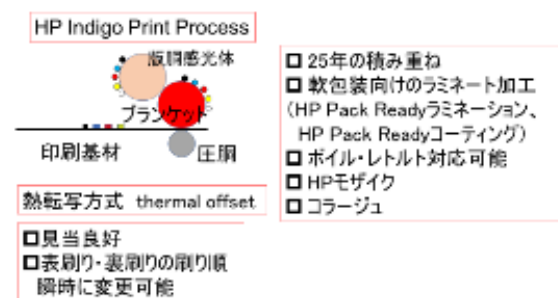 HP Indigo Print Process
版胴感光体
ブランケット
印刷基材
圧胴
熱転写方式 thermal offset
□見当良好
□表刷り・裏刷りの刷り順
瞬時に変更可能
□ 25年の積み重ね
□ 軟包装向けのラミネート加工
(HP Pack Readyラミネーション、
HP Pack Readyコーティング)
□ ボイル・レトルト対応可能
□ HPモザイク
□ コラージュ